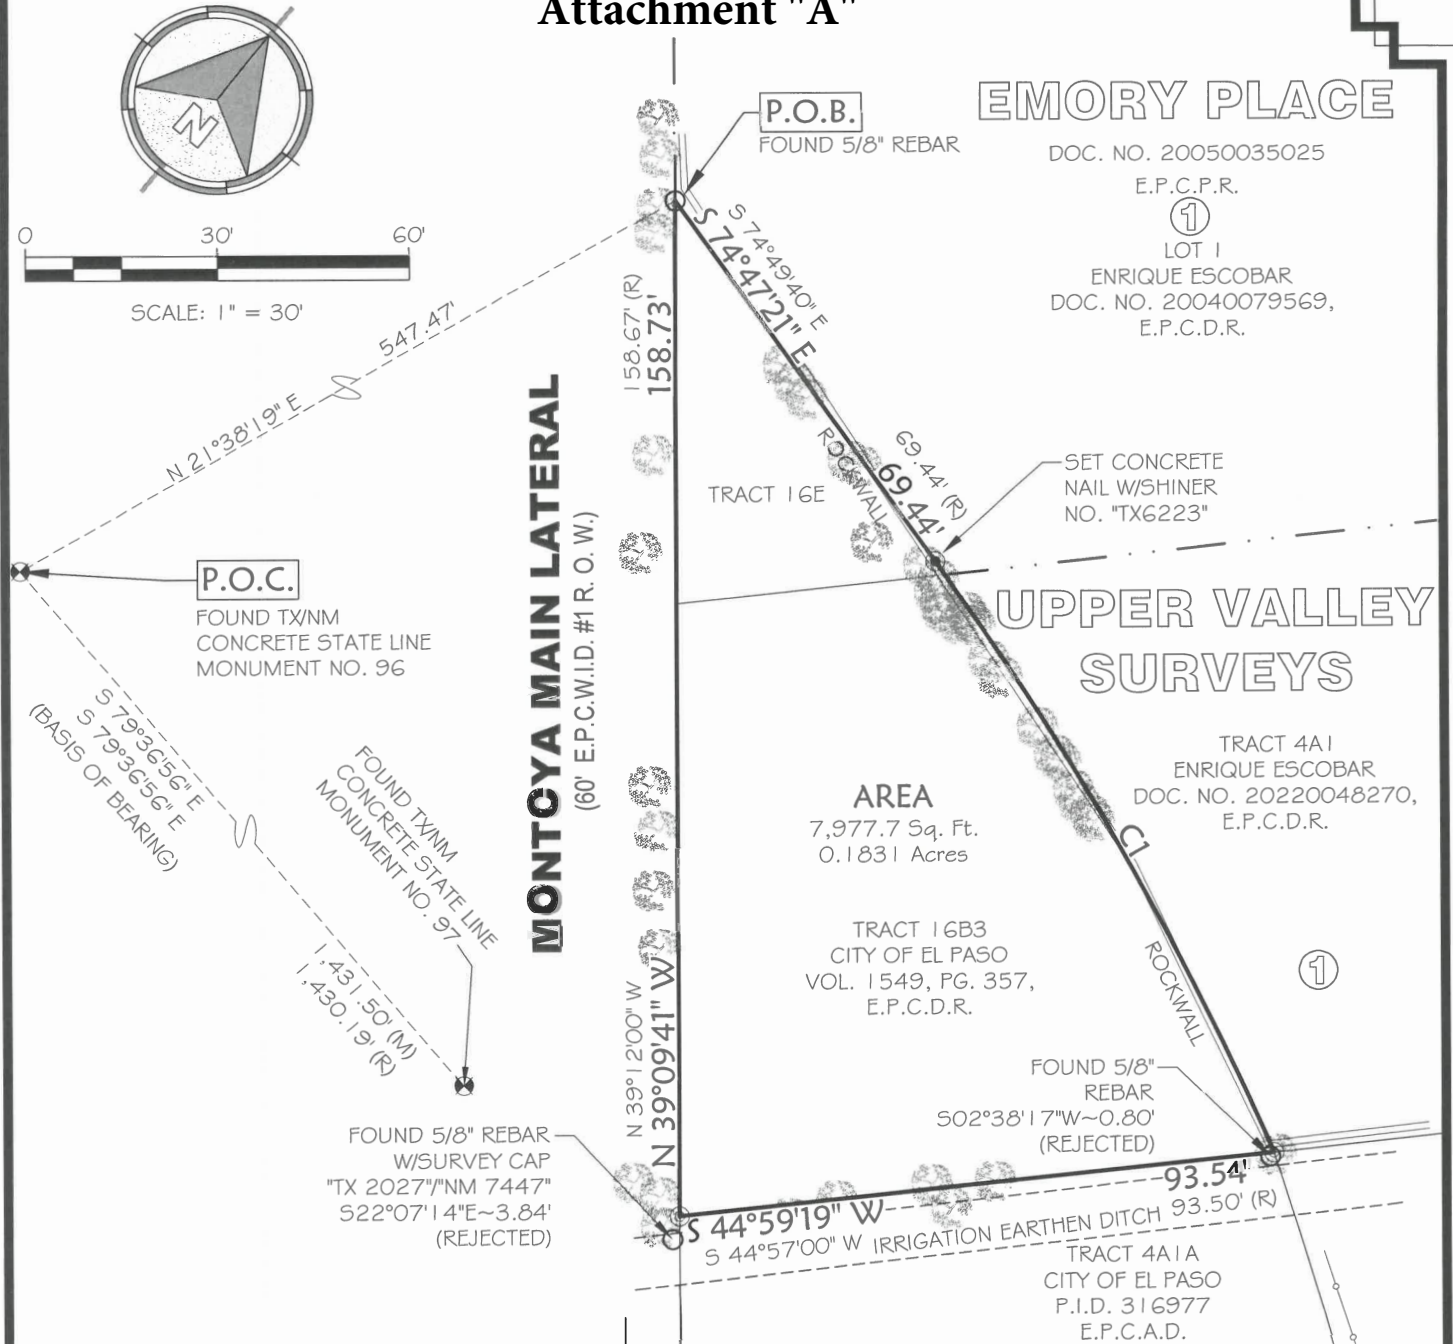 Attachment "A"
N
0 30' 60'
SCALE: 1" = 30'
P.O.B.
FOUND 5/8" REBAR
EMORY PLACE
DOC. NO. 20050035025
E.P.C.P.R.
1
LOT 1
ENRIQUE ESCOBAR
DOC. NO. 20040079569,
E.P.C.D.R.
S 74°49'40" E
S 74°47'21" E
547.47'
N 21°38'19" E
158.67' (R)
158.73'
MONTOYA MAIN LATERAL
(60' E.P.C.W.I.D. #1 R. O. W.)
ROCKWALL
69.44' (R)
69.44'
TRACT 16E
SET CONCRETE
NAIL W/SHINER
NO. "TX6223"
P.O.C.
FOUND TX/NM
CONCRETE STATE LINE
MONUMENT NO. 96
UPPER VALLEY
SURVEYS
TRACT 4A1
ENRIQUE ESCOBAR
DOC. NO. 20220048270,
E.P.C.D.R.
S 79°36'56" E
S 79°36'56" E
(BASIS OF BEARING)
FOUND TX/NM
CONCRETE STATE LINE
MONUMENT NO. 97
1,431.50' (M)
1,430.19' (R)
AREA
7,977.7 Sq. Ft.
0.1831 Acres
C1
TRACT 16B3
CITY OF EL PASO
VOL. 1549, PG. 357,
E.P.C.D.R.
ROCKWALL
1
N 39°12'00" W
N 39°09'41" W
FOUND 5/8"
REBAR
S02°38'17"W~0.80'
(REJECTED)
FOUND 5/8" REBAR
W/SURVEY CAP
"TX 2027"/"NM 7447"
S22°07'14"E~3.84'
(REJECTED)
S 44°59'19" W
93.54'
S 44°57'00" W
IRRIGATION EARTHEN DITCH
93.50' (R)
TRACT 4A1A
CITY OF EL PASO
P.I.D. 316977
E.P.C.A.D.